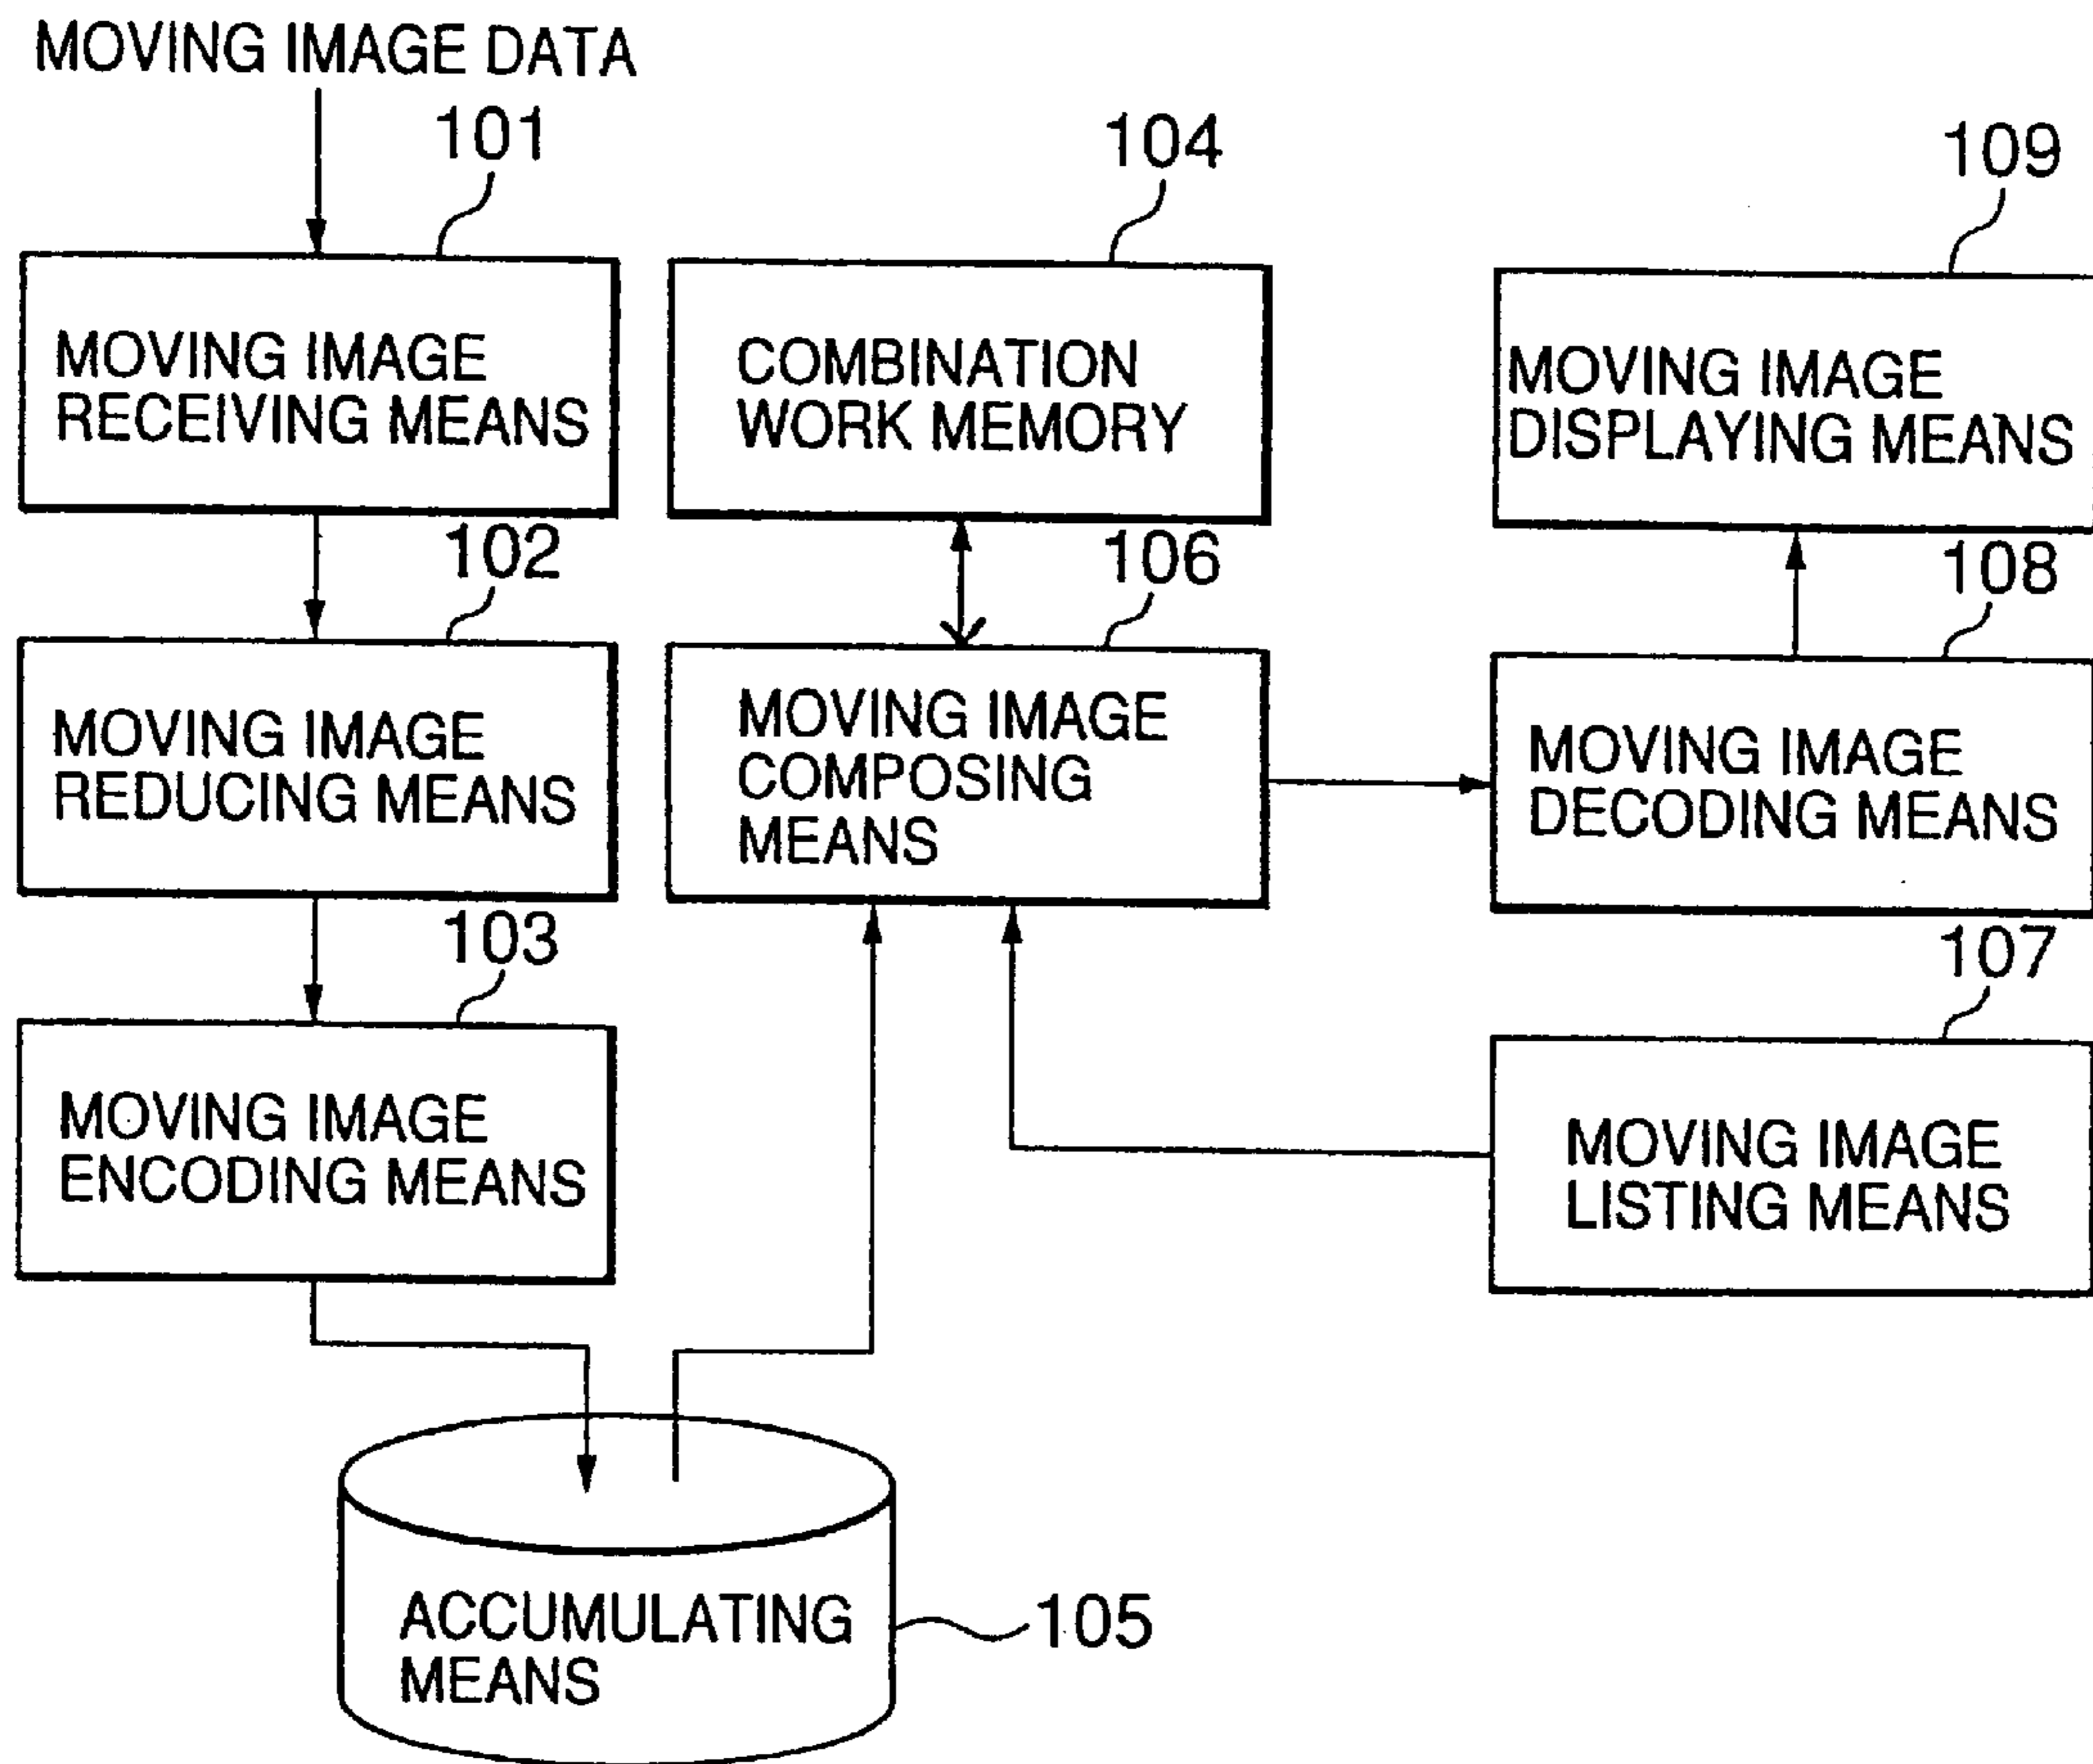 MOVING IMAGE DATA
101
104
109
MOVING IMAGE
RECEIVING MEANS
COMBINATION
WORK MEMORY
MOVING IMAGE
DISPLAYING MEANS
102
106
108
MOVING IMAGE
REDUCING MEANS
MOVING IMAGE
COMPOSING
MEANS
MOVING IMAGE
DECODING MEANS
103
107
MOVING IMAGE
ENCODING MEANS
MOVING IMAGE
LISTING MEANS
ACCUMULATING
MEANS
105